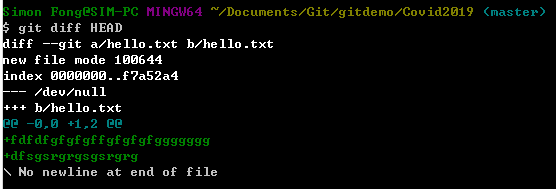 Simon Fong@SIM-PC MINGW64 ~/Documents/Git/gitdemo/Covid2019 (master)
$ git diff HEAD
diff --git a/hello.txt b/hello.txt
new file mode 100644
index 0000000..f7a52a4
--- /dev/null
+++ b/hello.txt
@@ -0,0 +1,2 @@
+fdfdfgfgfgffgfgfgfggggggg
+dfsgsrgrgsgsrgrg
\ No newline at end of file